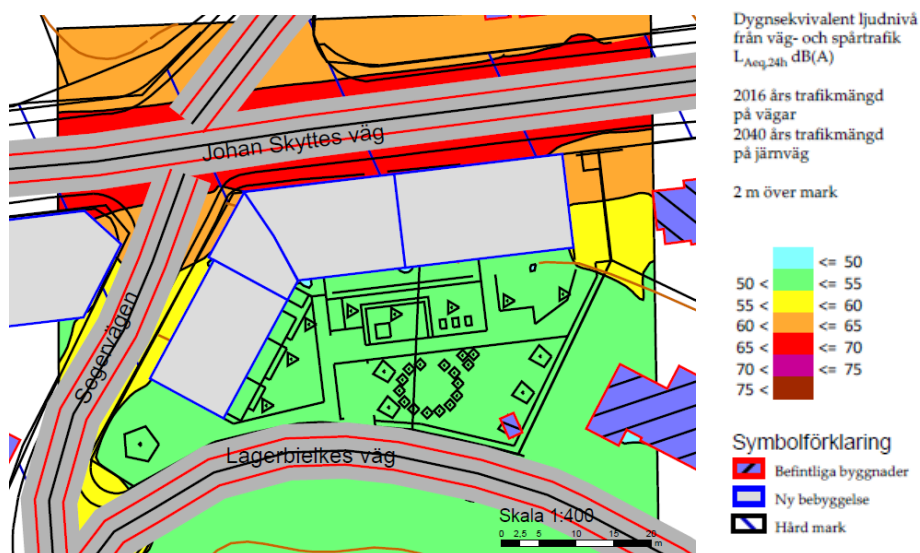 Johan Skyttes väg
Segervägen
Lagerbielkes väg
Skala 1:400
0 2,5 5 10 15 20
m
Dygnsekvivalent ljudnivå
från väg- och spårtrafik
LAeq,24h dB(A)
2016 års trafikmängd
på vägar
2040 års trafikmängd
på järnväg
2 m över mark
<= 50
50 < <= 55
55 < <= 60
60 < <= 65
65 < <= 70
70 < <= 75
75 <
Symbolförklaring
Befintliga byggnader
Ny bebyggelse
Hård mark